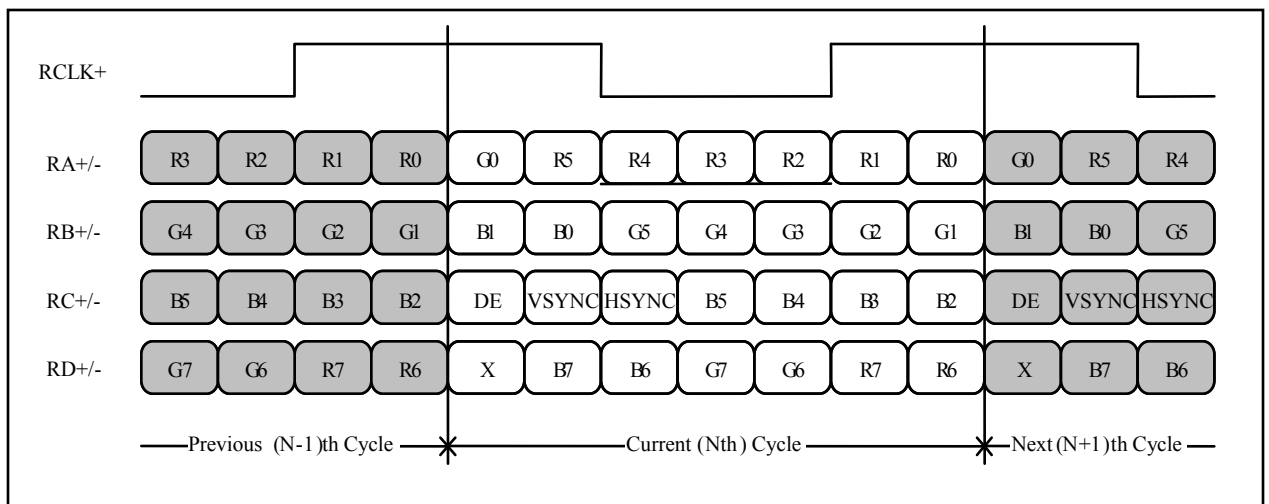 RCLK+
RA+/- R3 R2 R1 R0 G0 R5 R4 R3 R2 R1 R0 G0 R5 R4
RB+/- G4 G3 G2 G1 B1 B0 G5 G4 G3 G2 G1 B1 B0 G5
RC+/- B5 B4 B3 B2 DE VSYNC HSYNC B5 B4 B3 B2 DE VSYNC HSYNC
RD+/- G7 G6 R7 R6 X B7 B6 G7 G6 R7 R6 X B7 B6
Previous (N-1)th Cycle Current (Nth) Cycle Next (N+1)th Cycle